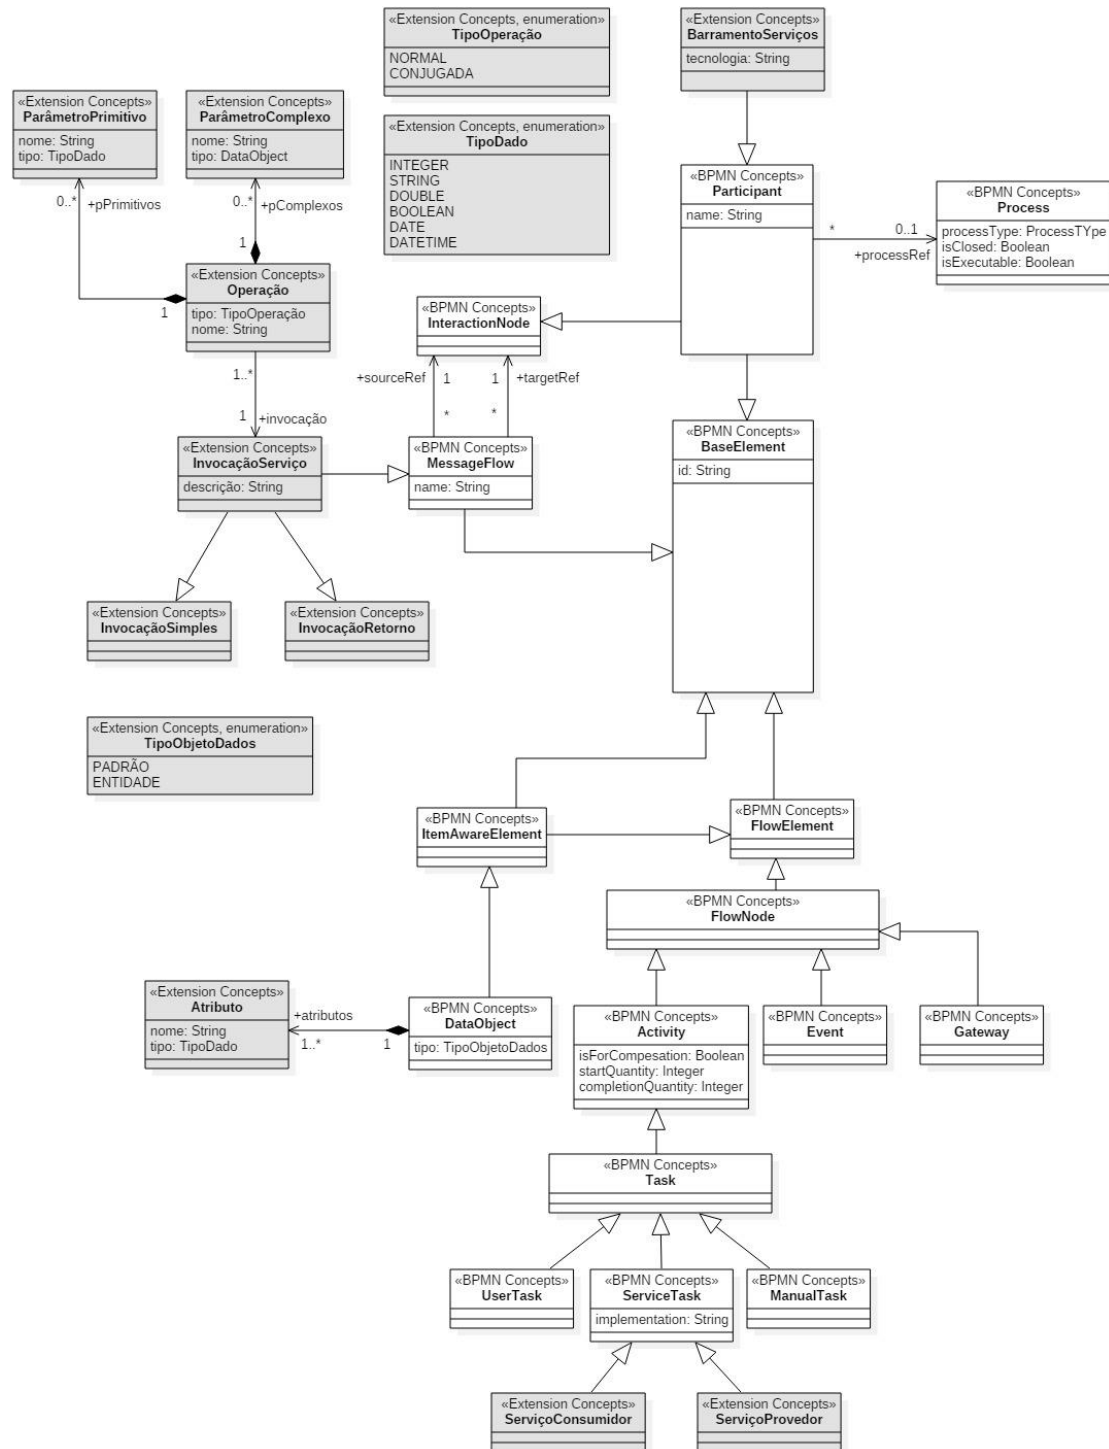 «Extension Concepts, enumeration»
TipoOperação
NORMAL
CONJUGADA
«Extension Concepts»
BarramentoServiços
tecnologia: String
«Extension Concepts»
ParâmetroPrimitivo
nome: String
tipo: TipoDado
«Extension Concepts»
ParâmetroComplexo
nome: String
tipo: DataObject
«Extension Concepts, enumeration»
TipoDado
INTEGER
STRING
DOUBLE
BOOLEAN
DATE
DATETIME
«BPMN Concepts»
Participant
name: String
«BPMN Concepts»
Process
processType: ProcessTYpe
isClosed: Boolean
isExecutable: Boolean
0..*
+pPrimitivos
0..*
+pComplexos
*
0..1
+processRef
1
1
«Extension Concepts»
Operação
tipo: TipoOperação
nome: String
«BPMN Concepts»
InteractionNode
1..*
1
+invocação
+sourceRef
1
1
+targetRef
*
*
«Extension Concepts»
InvocaçãoServiço
descrição: String
«BPMN Concepts»
MessageFlow
name: String
«BPMN Concepts»
BaseElement
id: String
«Extension Concepts»
InvocaçãoSimples
«Extension Concepts»
InvocaçãoRetorno
«Extension Concepts, enumeration»
TipoObjetoDados
PADRÃO
ENTIDADE
«BPMN Concepts»
ItemAwareElement
«BPMN Concepts»
FlowElement
«BPMN Concepts»
FlowNode
«Extension Concepts»
Atributo
nome: String
tipo: TipoDado
+atributos
1..*
1
«BPMN Concepts»
DataObject
tipo: TipoObjetoDados
«BPMN Concepts»
Activity
isForCompesation: Boolean
startQuantity: Integer
completionQuantity: Integer
«BPMN Concepts»
Event
«BPMN Concepts»
Gateway
«BPMN Concepts»
Task
«BPMN Concepts»
UserTask
«BPMN Concepts»
ServiceTask
implementation: String
«BPMN Concepts»
ManualTask
«Extension Concepts»
ServiçoConsumidor
«Extension Concepts»
ServiçoProvedor